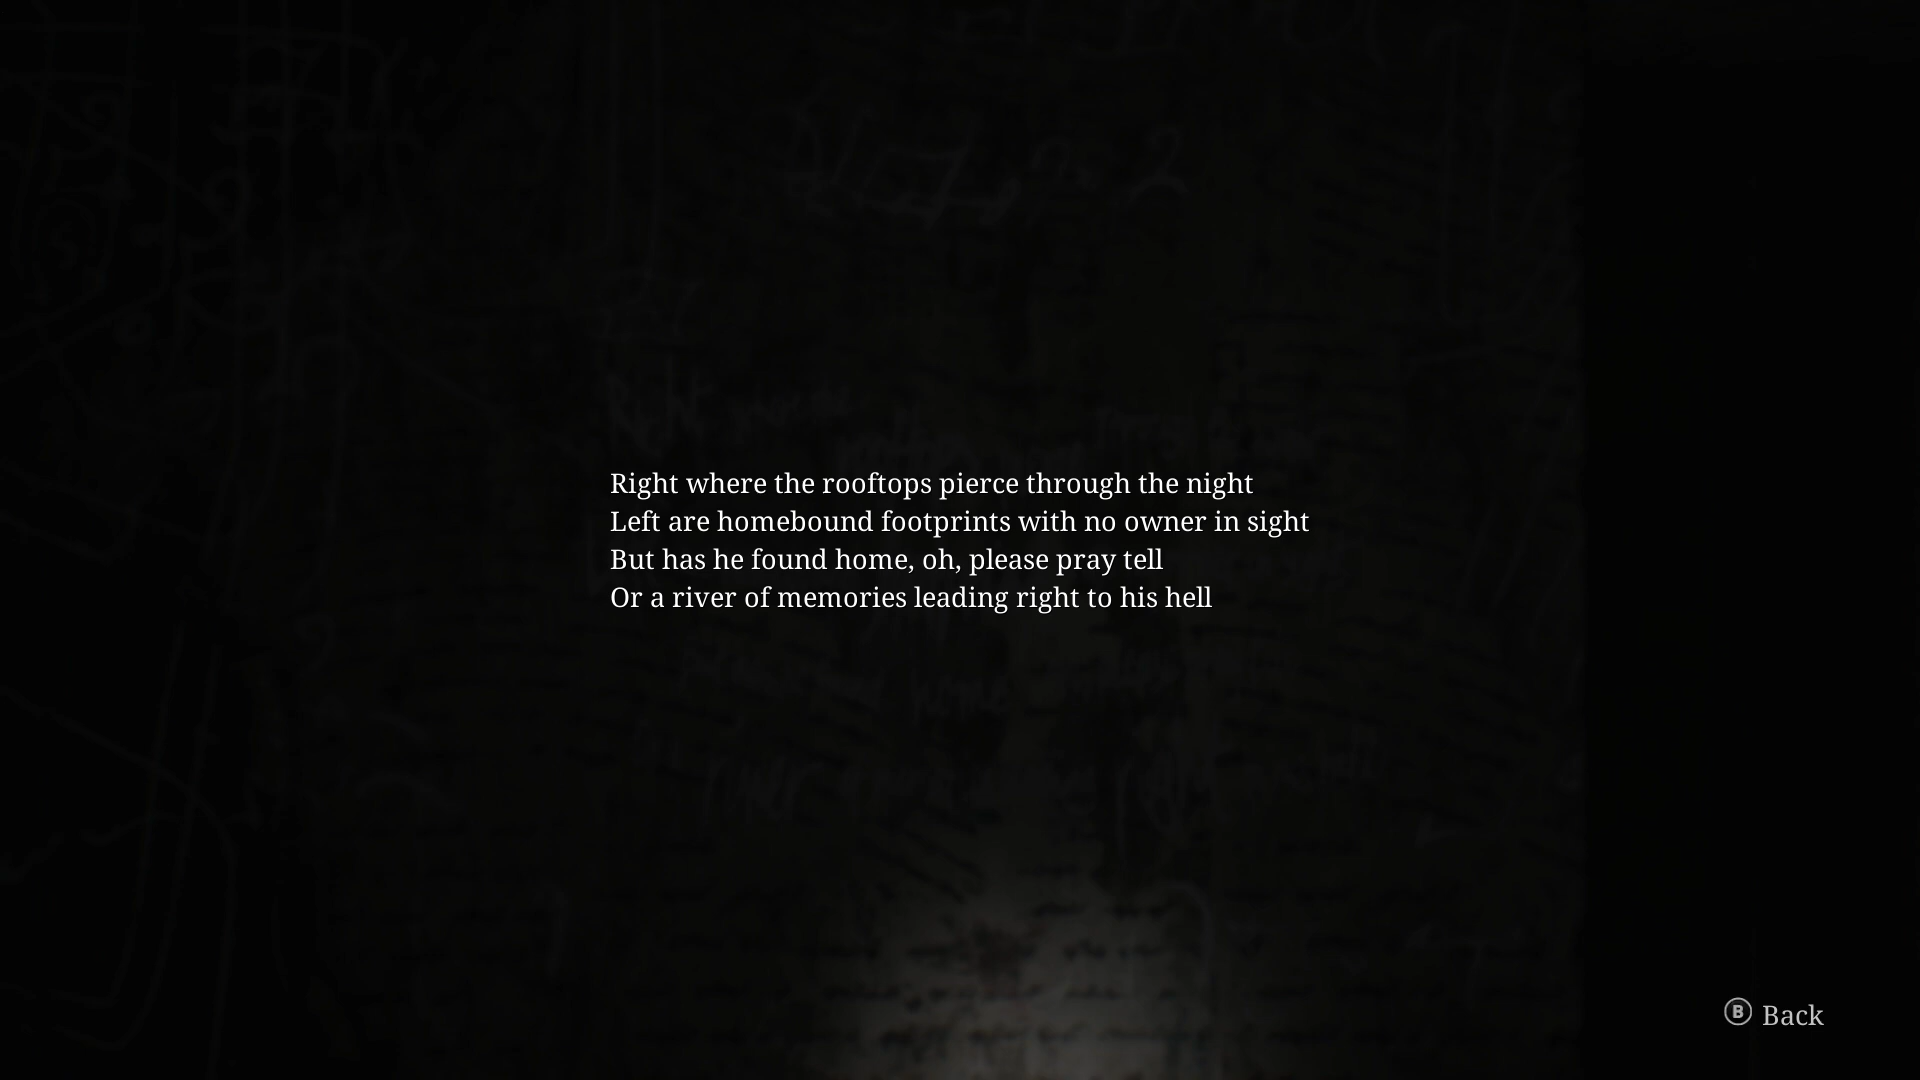 Right where the rooftops pierce through the night
Left are homebound footprints with no owner in sight
But has he found home, oh, please pray tell
Or a river of memories leading right to his hell
B Back